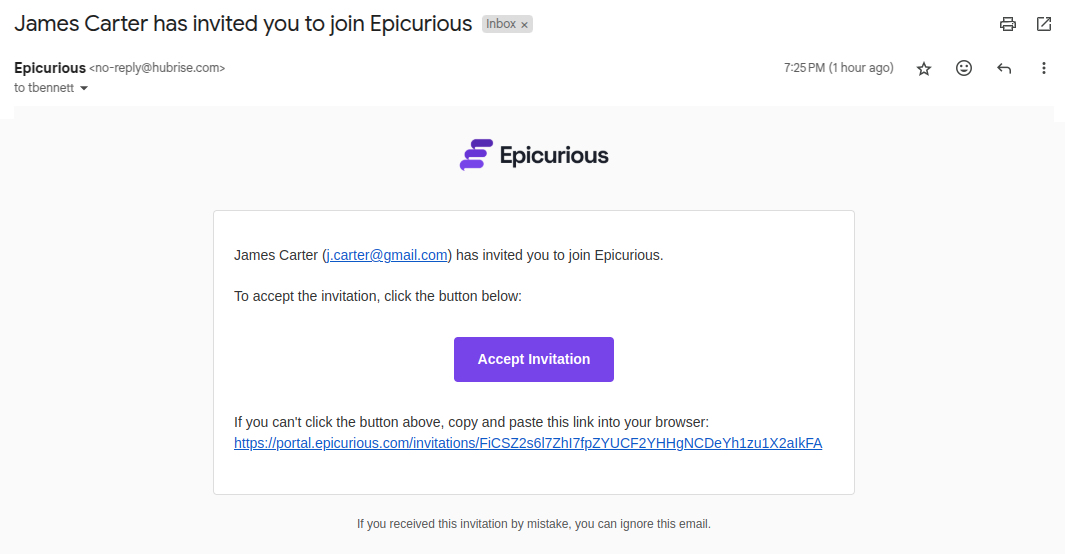 James Carter has invited you to join Epicurious Inbox ×
Epicurious <no-reply@hubrise.com> 7:25 PM (1 hour ago)
to tbennett
Epicurious
James Carter (j.carter@gmail.com) has invited you to join Epicurious.
To accept the invitation, click the button below:
Accept Invitation
If you can't click the button above, copy and paste this link into your browser:
https://portal.epicurious.com/invitations/FiCSZ2s6l7ZhI7fpZYUCF2YHHgNCDeYh1zu1X2aIkFA
If you received this invitation by mistake, you can ignore this email.